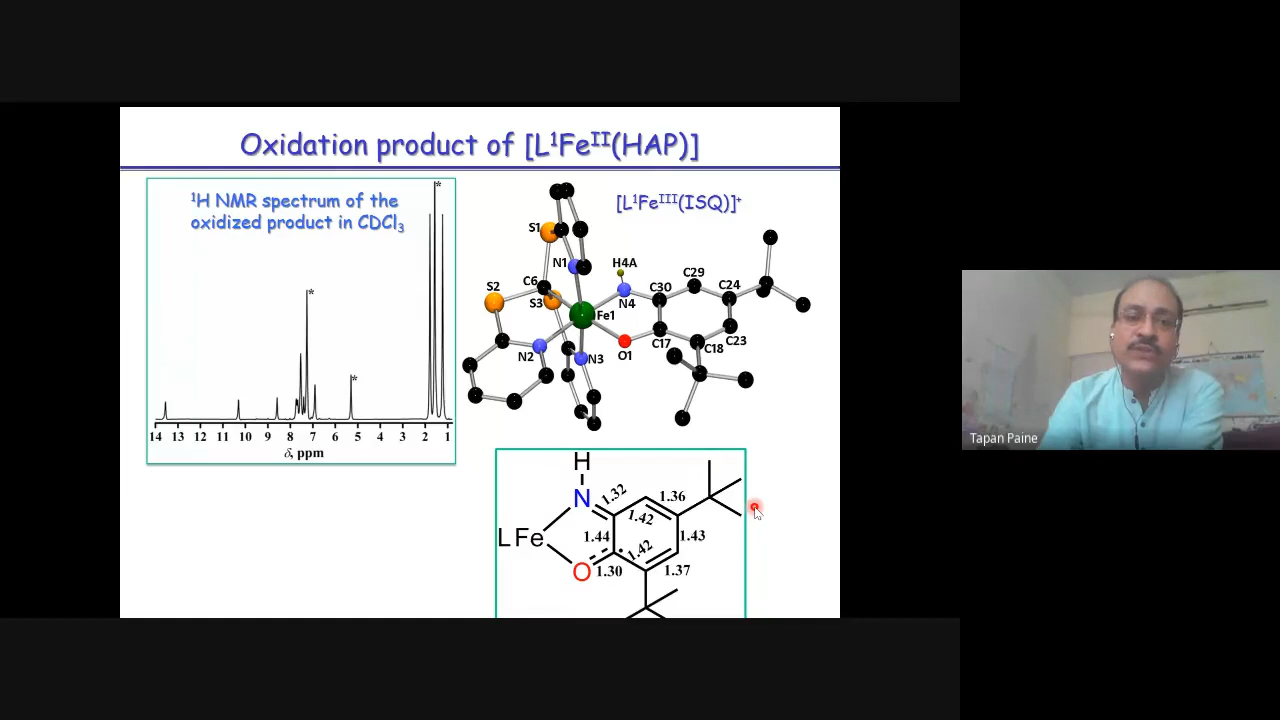 Oxidation product of [L¹Feᴵᴵ(HAP)]
¹H NMR spectrum of the
oxidized product in CDCl₃
*
*
*
14 13 12 11 10 9 8 7 6 5 4 3 2 1
δ, ppm
[L¹Feᴵᴵᴵ(ISQ)]⁺
S1
N1
H4A
C29
C24
S2
C6
S3
N4
C30
Fe1
C17
C23
N2
N3
O1
C18
H
N
1.32
1.36
1.42
LFe
1.44
1.43
1.42
O
1.30
1.37
Tapan Paine